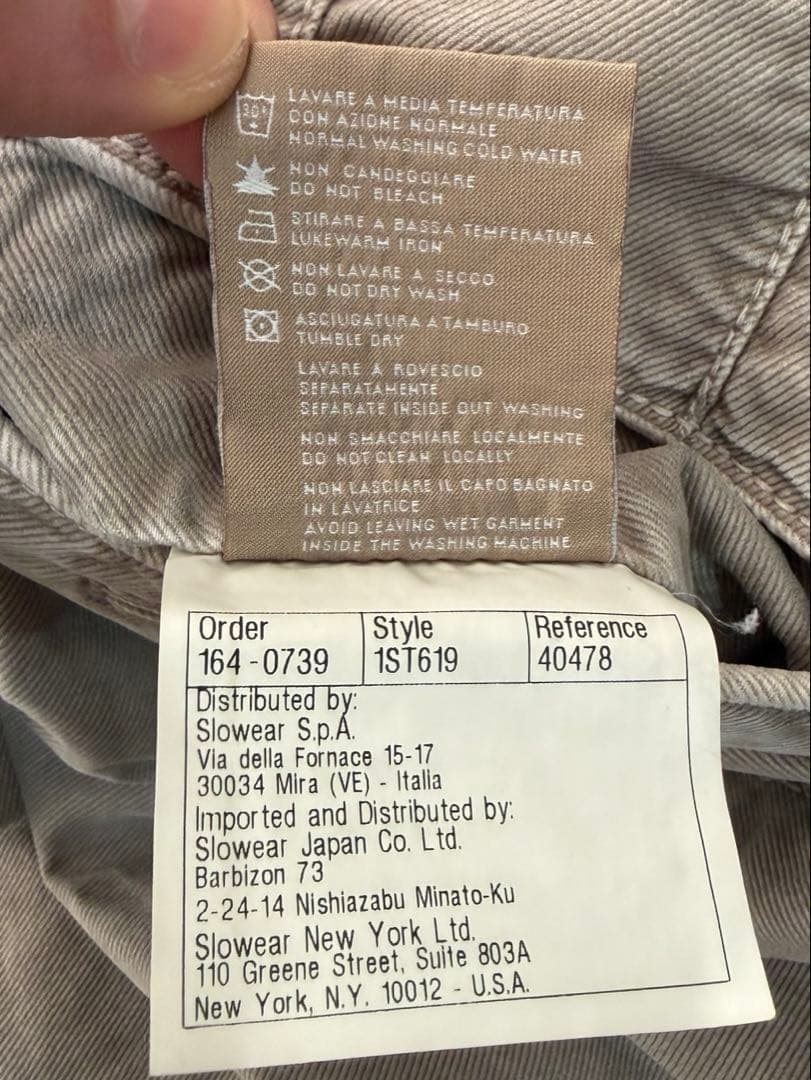 30°
LAVARE A MEDIA TEMPERATURA
CON AZIONE NORMALE
NORMAL WASHING COLD WATER
NON CANDEGGIARE
DO NOT BLEACH
STIRARE A BASSA TEMPERATURA
LUKEWARM IRON
NON LAVARE A SECCO
DO NOT DRY WASH
ASCIUGATURA A TAMBURO
TUMBLE DRY
LAVARE A ROVESCIO
SEPARATAMENTE
SEPARATE INSIDE OUT WASHING
NON SMACCHIARE LOCALMENTE
DO NOT CLEAN LOCALLY
NON LASCIARE IL CAPO BAGNATO
IN LAVATRICE
AVOID LEAVING WET GARMENT
INSIDE THE WASHING MACHINE
Order Style Reference
164-0739 1ST619 40478
Distributed by:
Slowear S.p.A.
Via della Fornace 15-17
30034 Mira (VE) - Italia
Imported and Distributed by:
Slowear Japan Co. Ltd.
Barbizon 73
2-24-14 Nishiazabu Minato-Ku
Slowear New York Ltd.
110 Greene Street, Suite 803A
New York, N.Y. 10012 - U.S.A.